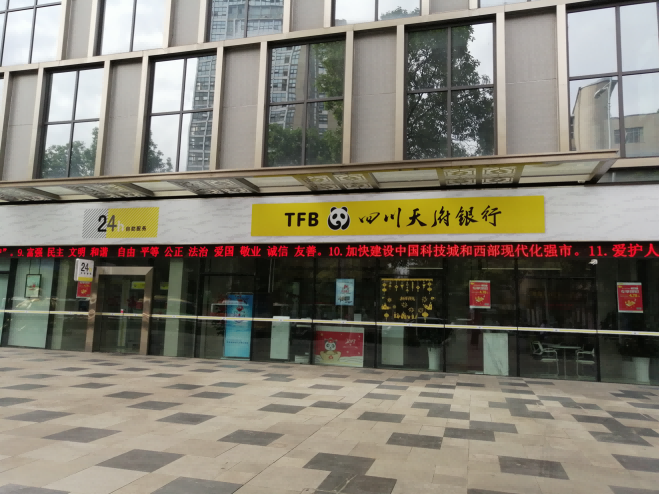 24h自助服务
TFB 四川天府银行
。9.富强 民主 文明 和谐 自由 平等 公正 法治 爱国 敬业 诚信 友善。10.加快建设中国科技城和西部现代化强市。11.爱护人
24